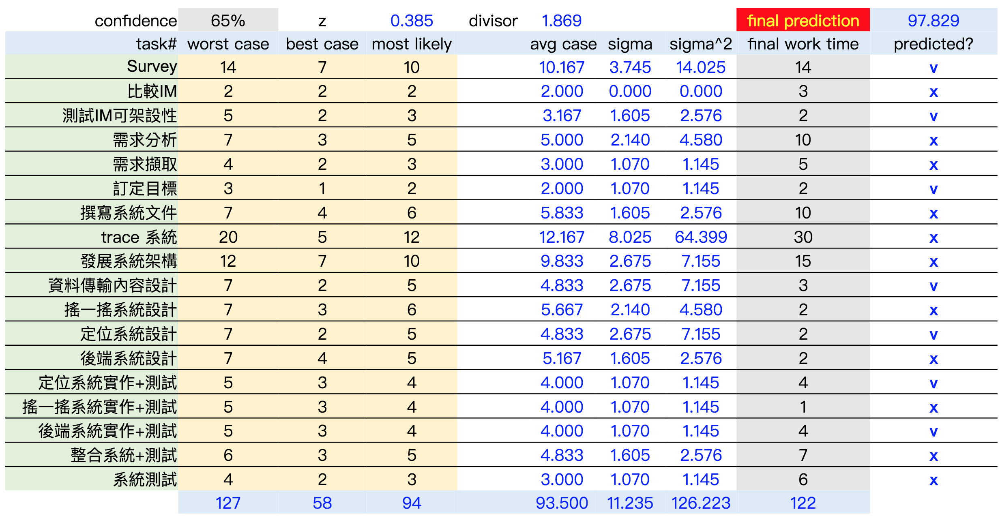 confidence 65% z 0.385 divisor 1.869 final prediction 97.829
task# worst case best case most likely avg case sigma sigma^2 final work time predicted?
Survey 14 7 10 10.167 3.745 14.025 14 v
比較IM 2 2 2 2.000 0.000 0.000 3 x
測試IM可架設性 5 2 3 3.167 1.605 2.576 2 v
需求分析 7 3 5 5.000 2.140 4.580 10 x
需求擷取 4 2 3 3.000 1.070 1.145 5 x
訂定目標 3 1 2 2.000 1.070 1.145 2 v
撰寫系統文件 7 4 6 5.833 1.605 2.576 10 x
trace 系統 20 5 12 12.167 8.025 64.399 30 x
發展系統架構 12 7 10 9.833 2.675 7.155 15 x
資料傳輸內容設計 7 2 5 4.833 2.675 7.155 3 v
搖一搖系統設計 7 3 6 5.667 2.140 4.580 2 x
定位系統設計 7 2 5 4.833 2.675 7.155 2 v
後端系統設計 7 4 5 5.167 1.605 2.576 2 x
定位系統實作+測試 5 3 4 4.000 1.070 1.145 4 v
搖一搖系統實作+測試 5 3 4 4.000 1.070 1.145 1 x
後端系統實作+測試 5 3 4 4.000 1.070 1.145 4 v
整合系統+測試 6 3 5 4.833 1.605 2.576 7 x
系統測試 4 2 3 3.000 1.070 1.145 6 x
127 58 94 93.500 11.235 126.223 122